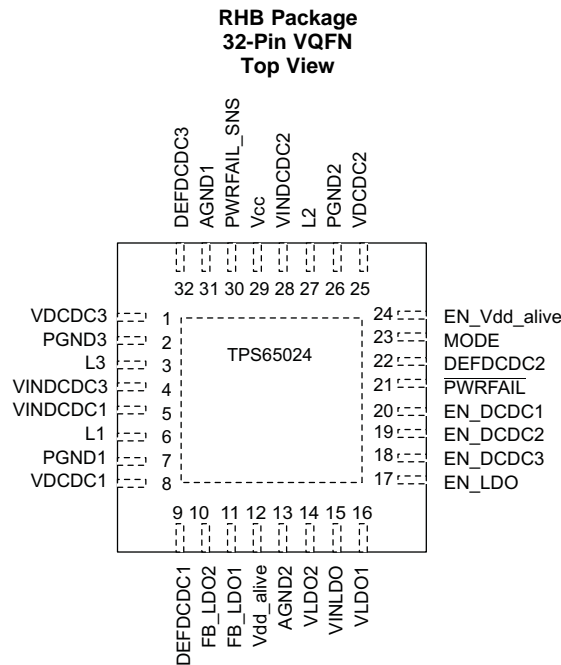 RHB Package
32-Pin VQFN
Top View
DEFDCDC3
AGND1
PWRFAIL_SNS
Vcc
VINDCDC2
L2
PGND2
VDCDC2
32 31 30 29 28 27 26 25
VDCDC3 1
PGND3 2
L3 3
VINDCDC3 4
VINDCDC1 5
L1 6
PGND1 7
VDCDC1 8
TPS65024
24 EN_Vdd_alive
23 MODE
22 DEFDCDC2
21 PWRFAIL
20 EN_DCDC1
19 EN_DCDC2
18 EN_DCDC3
17 EN_LDO
9 10 11 12 13 14 15 16
DEFDCDC1
FB_LDO2
FB_LDO1
Vdd_alive
AGND2
VLDO2
VINLDO
VLDO1